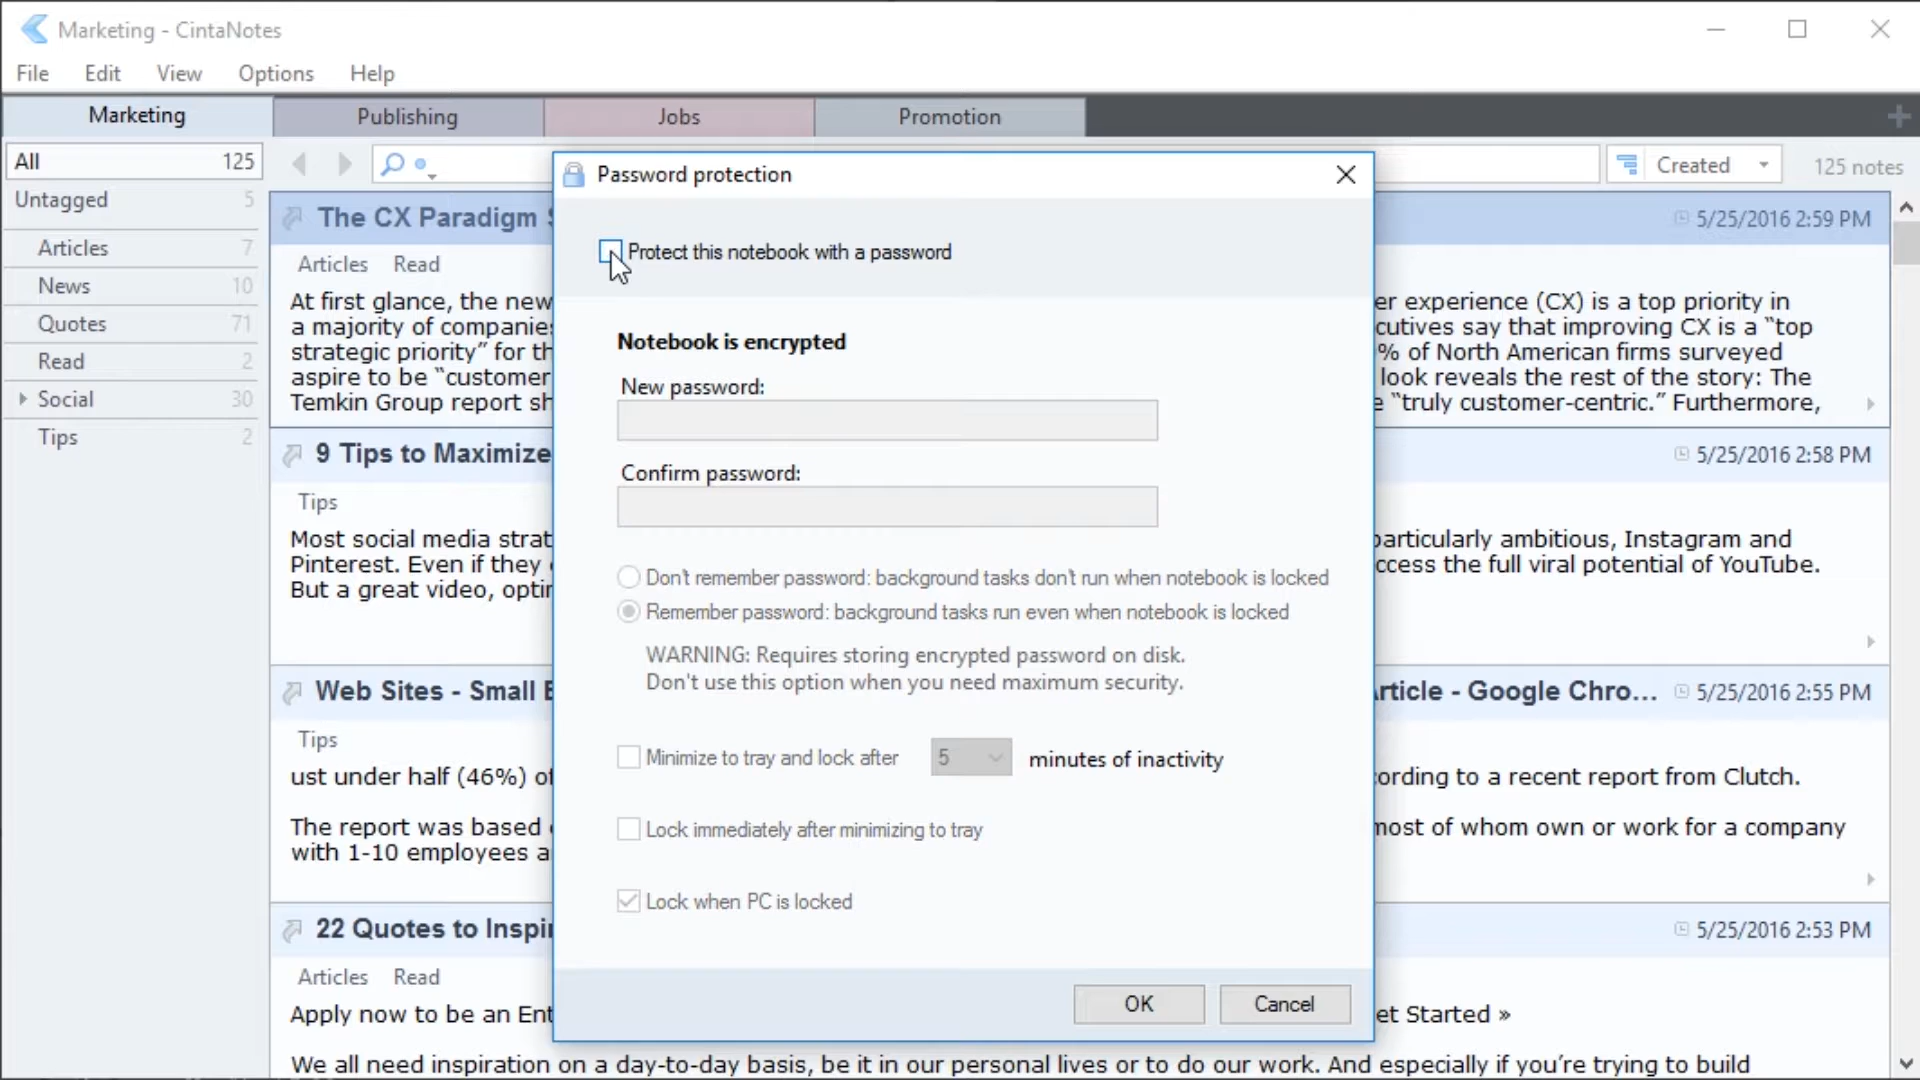 Marketing - CintaNotes
File Edit View Options Help
Marketing Publishing Jobs Promotion
All 125
Created 125 notes
Untagged 5
Articles 7
News 10
Quotes 71
Read 2
Social 30
Tips 2
The CX Paradigm
5/25/2016 2:59 PM
Articles Read
At first glance, the new
er experience (CX) is a top priority in
a majority of companies
cutives say that improving CX is a “top
strategic priority” for th
% of North American firms surveyed
aspire to be “customer
look reveals the rest of the story: The
Temkin Group report sh
e “truly customer-centric.” Furthermore,
9 Tips to Maximize
5/25/2016 2:58 PM
Tips
Most social media strat
particularly ambitious, Instagram and
Pinterest. Even if they
ccess the full viral potential of YouTube.
But a great video, optim
Web Sites - Small B
Article - Google Chro... 5/25/2016 2:55 PM
Tips
ust under half (46%) of
cording to a recent report from Clutch.
The report was based
most of whom own or work for a company
with 1-10 employees a
22 Quotes to Inspir
5/25/2016 2:53 PM
Articles Read
Apply now to be an Ent
et Started »
We all need inspiration on a day-to-day basis, be it in our personal lives or to do our work. And especially if you’re trying to build
Password protection
Protect this notebook with a password
Notebook is encrypted
New password:
Confirm password:
Don't remember password: background tasks don't run when notebook is locked
Remember password: background tasks run even when notebook is locked
WARNING: Requires storing encrypted password on disk.
Don't use this option when you need maximum security.
Minimize to tray and lock after 5 minutes of inactivity
Lock immediately after minimizing to tray
Lock when PC is locked
OK Cancel